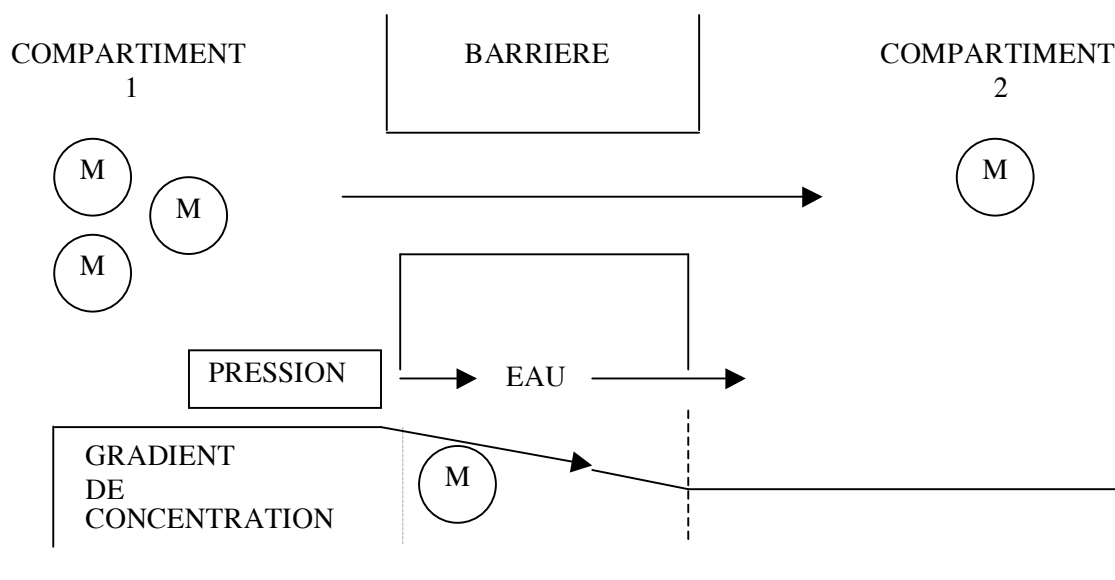 COMPARTIMENT
1
BARRIERE
COMPARTIMENT
2
M
M
M
M
PRESSION
EAU
GRADIENT
DE
CONCENTRATION
M